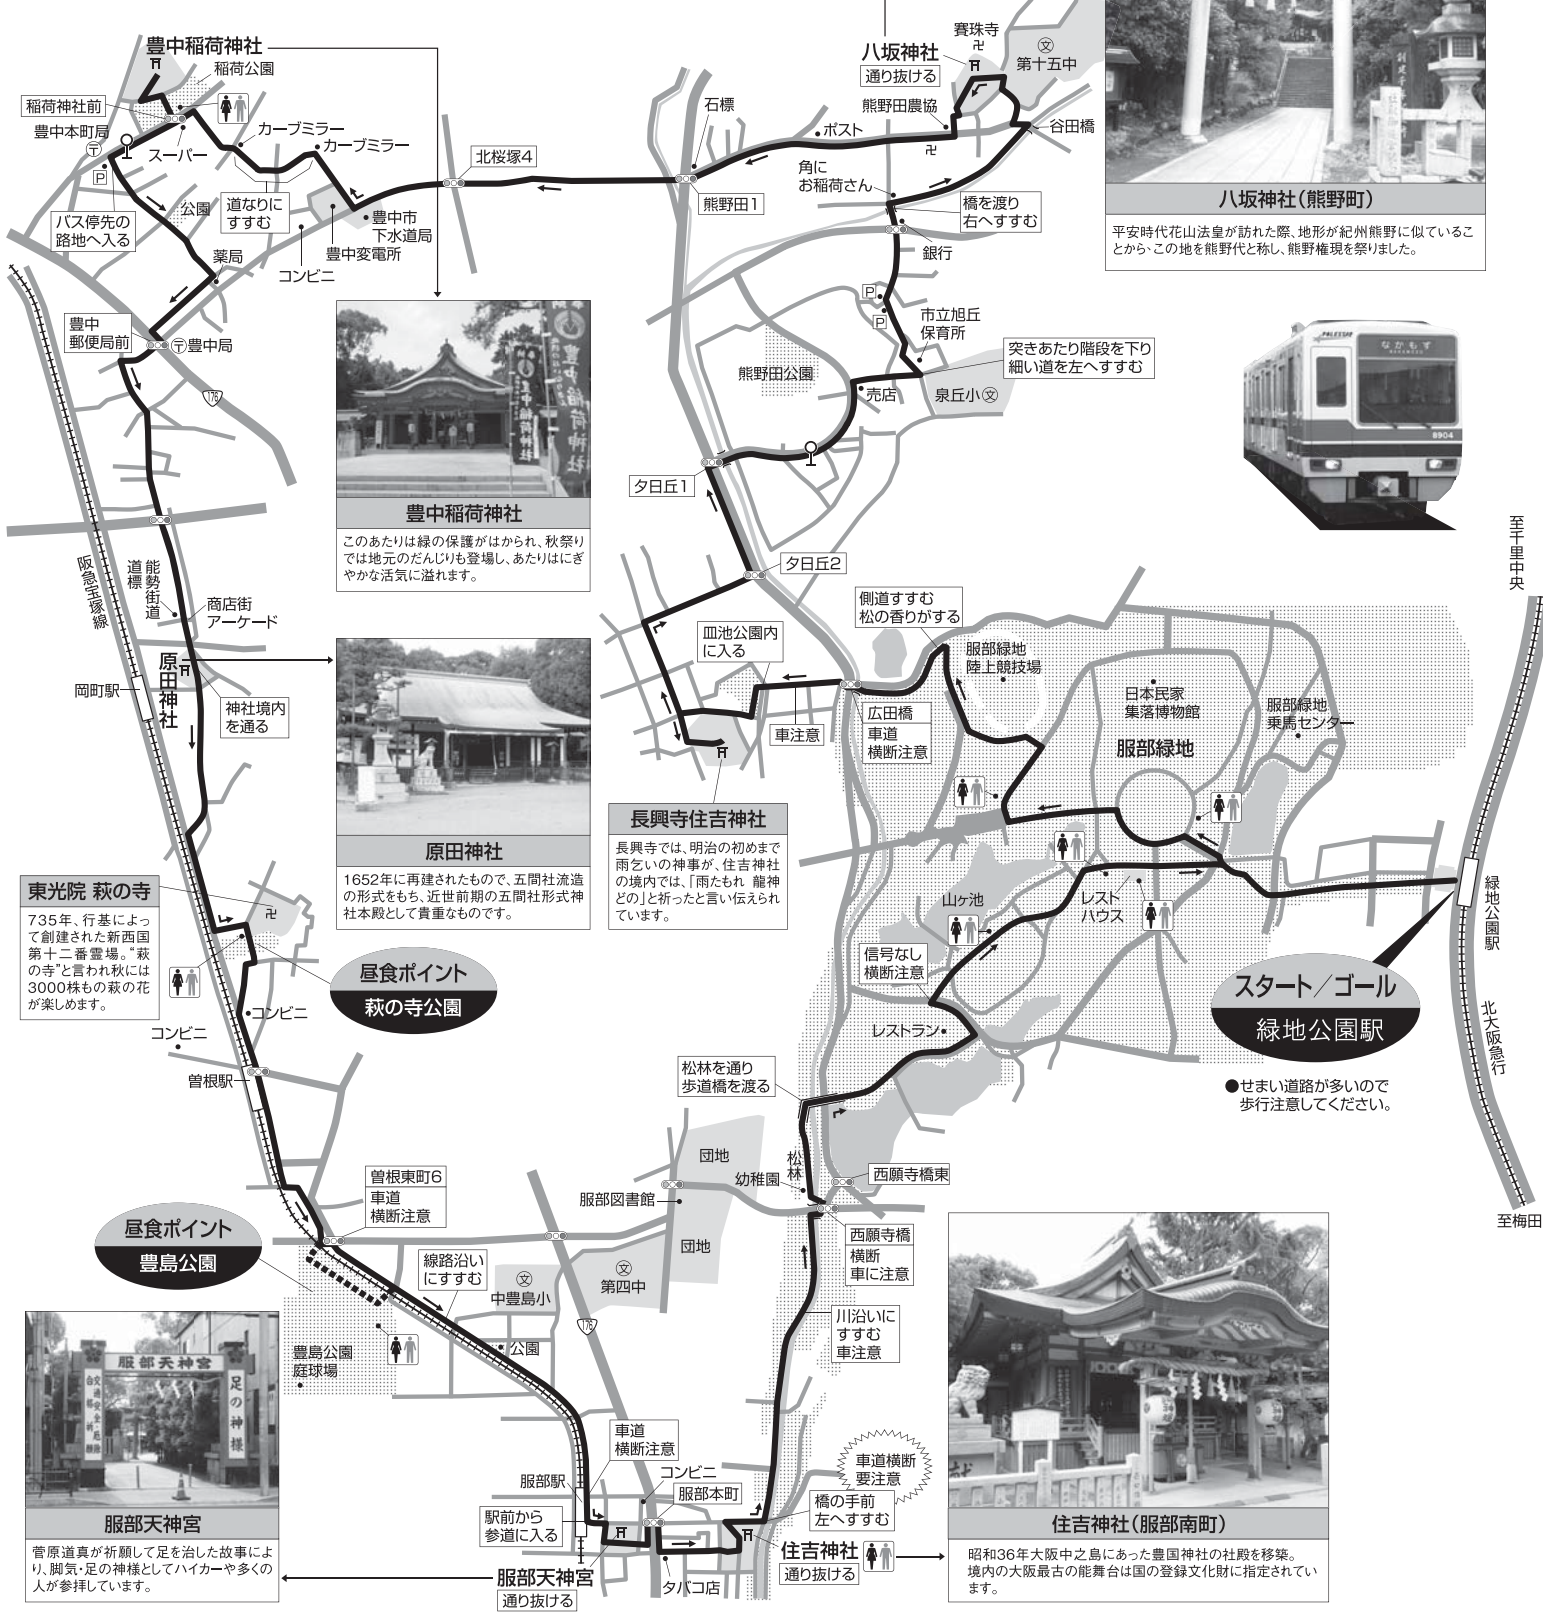 豊中稲荷神社
稲荷公園
稲荷神社前
豊中本町局
〒
P
スーパー
カーブミラー
カーブミラー
道なりに
すすむ
バス停先の
路地へ入る
公園
薬局
コンビニ
豊中変電所
豊中市
下水道局
北桜塚4
石標
熊野田1
ポスト
熊野田農協
卍
八坂神社
通り抜ける
賽珠寺
卍
文
第十五中
谷田橋
角に
お稲荷さん
橋を渡り
右へすすむ
銀行
P
P
市立旭丘
保育所
突きあたり階段を下り
細い道を左へすすむ
泉丘小文
売店
熊野田公園
夕日丘1
夕日丘2
八坂神社（熊野町）
平安時代花山法皇が訪れた際、地形が紀州熊野に似ているこ
とから・この地を熊野代と称し、熊野権現を祭りました。
なかもず
8904
豊中
郵便局前
〒豊中局
176
豊中稲荷神社
豊中稲荷神社
豊中稲荷神社
このあたりは緑の保護がはかられ、秋祭り
では地元のだんじりも登場し、あたりはにぎ
やかな活気に溢れます。
阪急宝塚線
能勢街道
道標
商店街
アーケード
原田神社
岡町駅
神社境内
を通る
原田神社
1652年に再建されたもので、五間社流造
の形式をもち、近世前期の五間社形式神
社本殿として貴重なものです。
皿池公園内
に入る
車注意
側道すすむ
松の香りがする
広田橋
車道
横断注意
服部緑地
陸上競技場
日本民家
集落博物館
服部緑地
服部緑地
乗馬センター
至千里中央
長興寺住吉神社
長興寺では、明治の初めまで
雨乞いの神事が、住吉神社
の境内では、「雨たもれ 龍神
どの」と祈ったと言い伝えられ
ています。
山ヶ池
レスト
ハウス
信号なし
横断注意
レストラン
緑地公園駅
スタート／ゴール
緑地公園駅
北大阪急行
●せまい道路が多いので
歩行注意してください。
至梅田
東光院 萩の寺
735年、行基によっ
て創建された新西国
第十二番霊場。“萩
の寺”と言われ秋には
3000株もの萩の花
が楽しめます。
卍
昼食ポイント
萩の寺公園
コンビニ
コンビニ
曽根駅
松林を通り
歩道橋を渡る
団地
幼稚園
松林
西願寺橋東
服部図書館
団地
西願寺橋
横断
車に注意
曽根東町6
車道
横断注意
昼食ポイント
豊島公園
線路沿い
にすすむ
文
中豊島小
文
第四中
176
公園
豊島公園
庭球場
川沿いに
すすむ
車注意
服部天神宮
足の神様
服部天神宮
菅原道真が祈願して足を治した故事によ
り、脚気・足の神様としてハイカーや多くの
人が参拝しています。
車道
横断注意
服部駅
コンビニ
服部本町
駅前から
参道に入る
服部天神宮
通り抜ける
タバコ店
車道横断
要注意
橋の手前
左へすすむ
住吉神社
通り抜ける
住吉神社（服部南町）
昭和36年大阪中之島にあった豊国神社の社殿を移築。
境内の大阪最古の能舞台は国の登録文化財に指定されてい
ます。